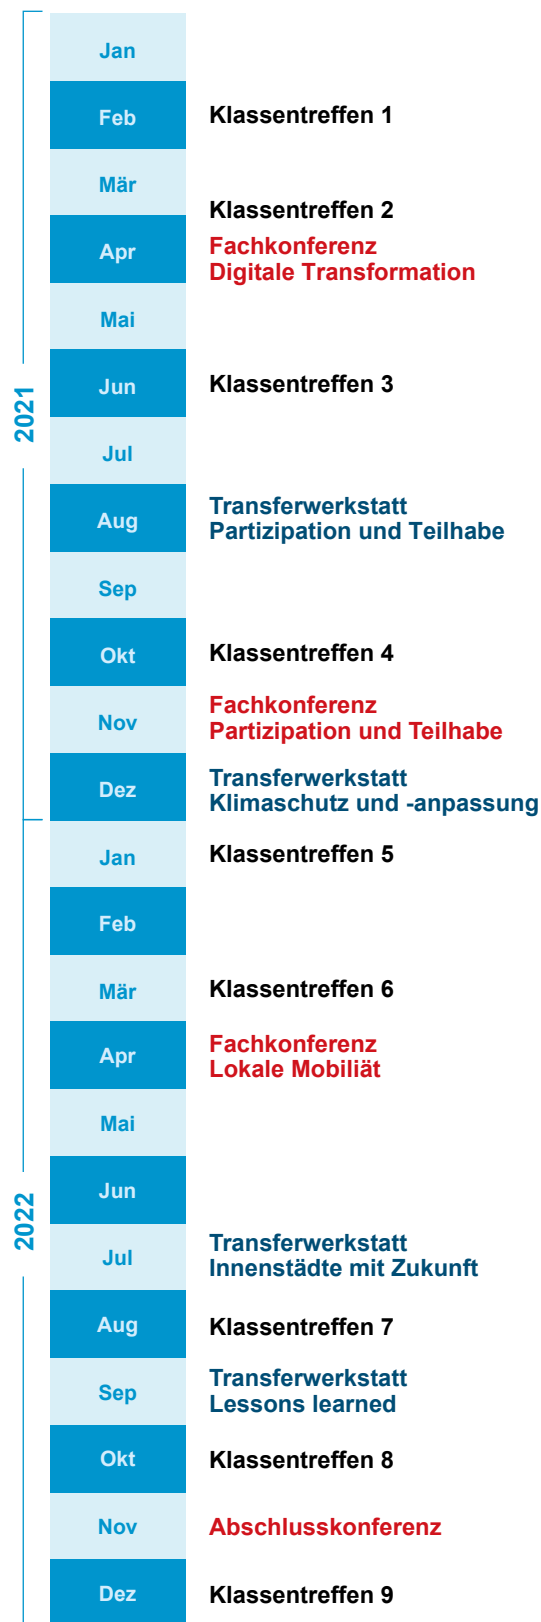 2021
Jan
Feb
Klassentreffen 1
Mär
Klassentreffen 2
Apr
Fachkonferenz
Digitale Transformation
Mai
Jun
Klassentreffen 3
Jul
Aug
Transferwerkstatt
Partizipation und Teilhabe
Sep
Okt
Klassentreffen 4
Nov
Fachkonferenz
Partizipation und Teilhabe
Dez
Transferwerkstatt
Klimaschutz und -anpassung
2022
Jan
Klassentreffen 5
Feb
Mär
Klassentreffen 6
Apr
Fachkonferenz
Lokale Mobiliät
Mai
Jun
Jul
Transferwerkstatt
Innenstädte mit Zukunft
Aug
Klassentreffen 7
Sep
Transferwerkstatt
Lessons learned
Okt
Klassentreffen 8
Nov
Abschlusskonferenz
Dez
Klassentreffen 9